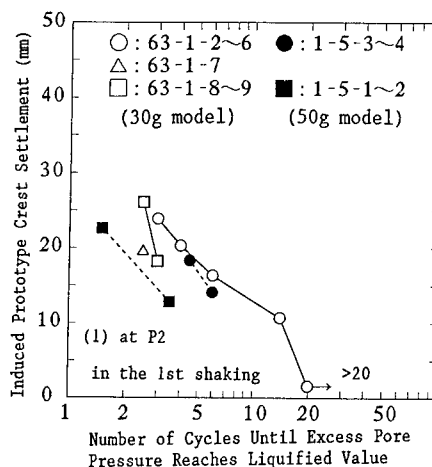 Induced Prototype Crest Settlement (mm)
50
40
30
20
10
0
○ : 63-1-2～6
● : 1-5-3～4
△ : 63-1-7
□ : 63-1-8～9
■ : 1-5-1～2
(30g model)
(50g model)
(1) at P2
in the 1st shaking
>20
1
2
5
10
20
50
Number of Cycles Until Excess Pore
Pressure Reaches Liquified Value